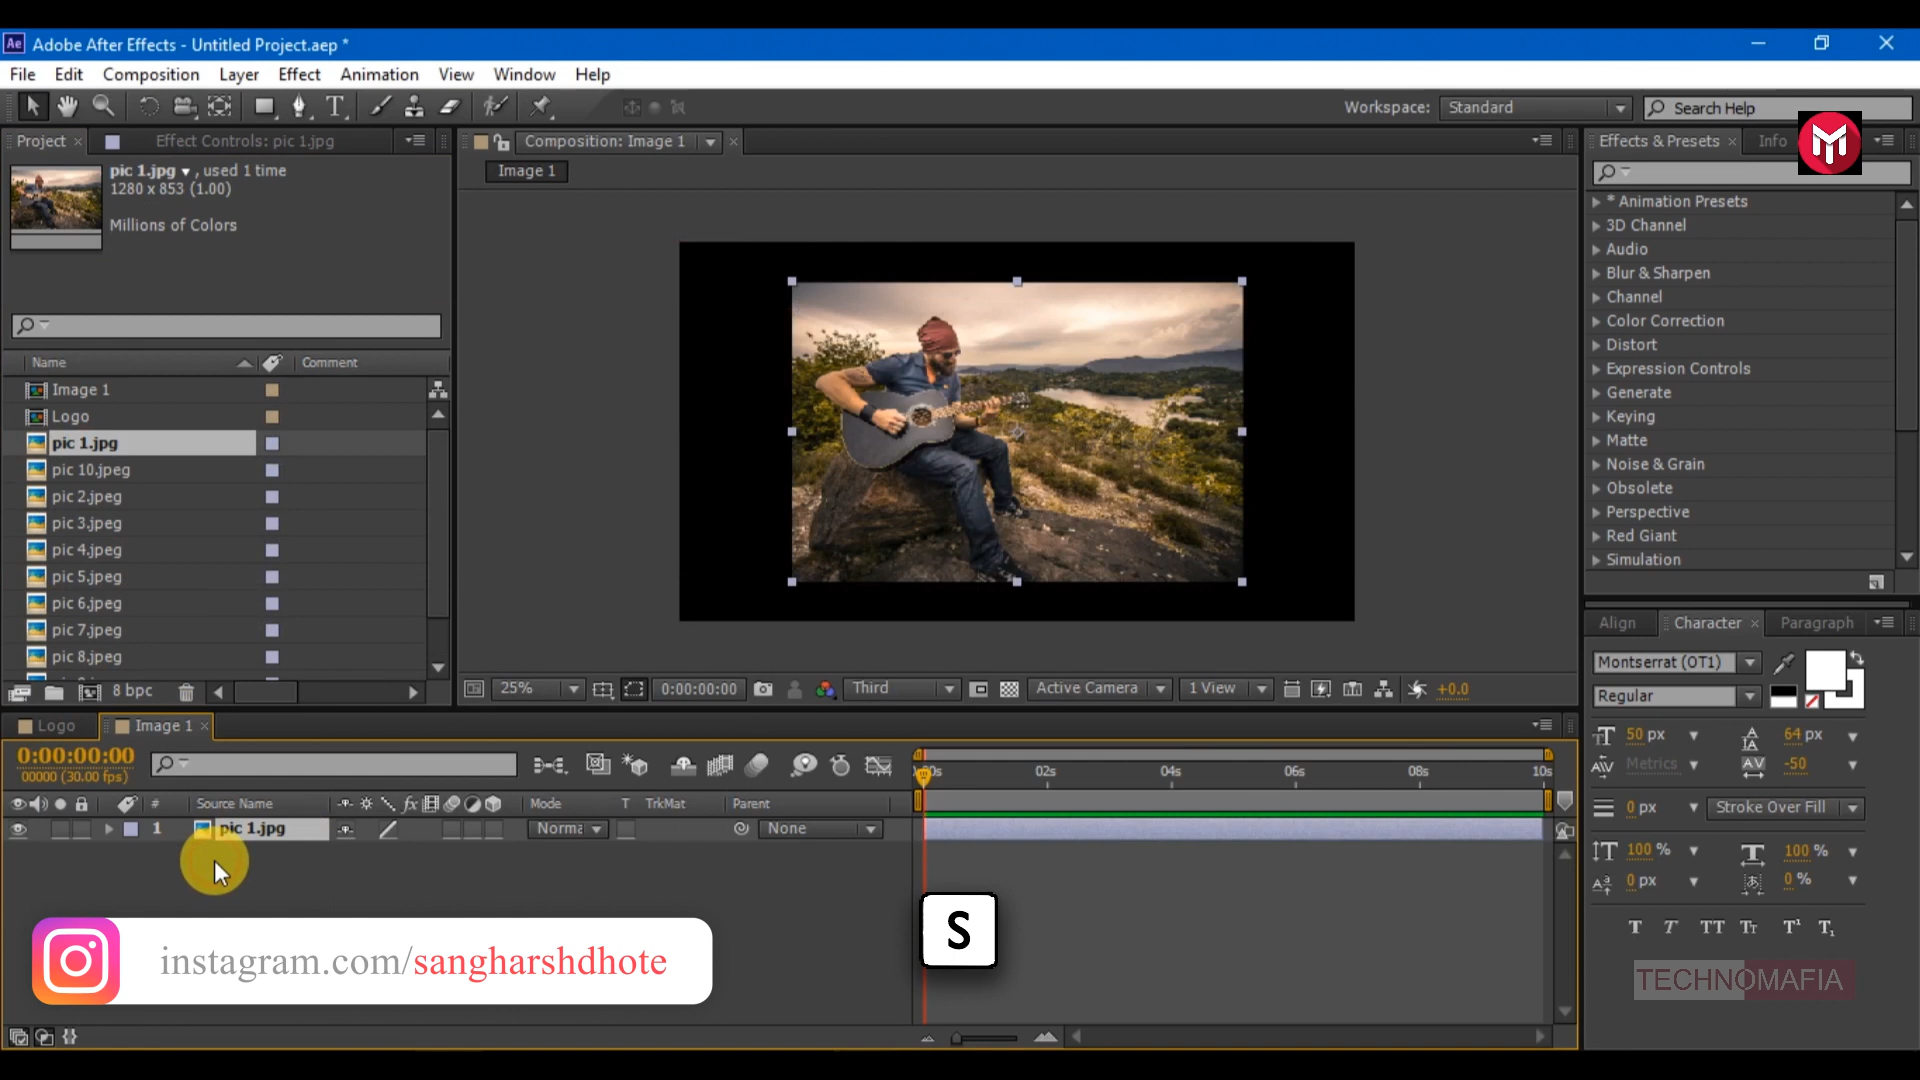 Ae Adobe After Effects - Untitled Project.aep *
File Edit Composition Layer Effect Animation View Window Help
T Workspace: Standard Search Help
Project × Effect Controls: pic 1.jpg
Composition: Image 1 ×
Effects & Presets × Info
pic 1.jpg ▼ , used 1 time
1280 x 853 (1.00)
Millions of Colors
Image 1
* Animation Presets
3D Channel
Audio
Blur & Sharpen
Channel
Color Correction
Distort
Expression Controls
Generate
Keying
Matte
Noise & Grain
Obsolete
Perspective
Red Giant
Simulation
Name Comment
Image 1
Logo
pic 1.jpg
pic 10.jpeg
pic 2.jpeg
pic 3.jpeg
pic 4.jpeg
pic 5.jpeg
pic 6.jpeg
pic 7.jpeg
pic 8.jpeg
8 bpc
25% 0:00:00:00 Third Active Camera 1 View +0.0
Align Character × Paragraph
Montserrat (OT1)
Regular
50 px 64 px
Metrics -50
0 px Stroke Over Fill
100 % 100 %
0 px 0 %
T T TT Tt T¹ T₁
Logo Image 1 ×
0:00:00:00
00000 (30.00 fps)
02s 04s 06s 08s 10s
# Source Name fx Mode T TrkMat Parent
1 pic 1.jpg Norma None
S
instagram.com/sangharshdhote
TECHNOMAFIA